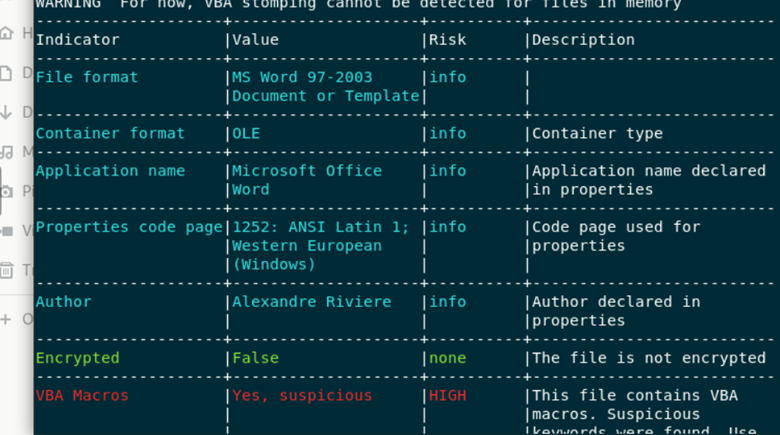 WARNING For now, VBA stomping cannot be detected for files in memory
Indicator |Value |Risk |Description
File format |MS Word 97-2003 |info |
|Document or Template| |
Container format |OLE |info |Container type
Application name |Microsoft Office |info |Application name declared
|Word | |in properties
Properties code page|1252: ANSI Latin 1; |info |Code page used for
|Western European | |properties
|(Windows) | |
Author |Alexandre Riviere |info |Author declared in
| | |properties
Encrypted |False |none |The file is not encrypted
VBA Macros |Yes, suspicious |HIGH |This file contains VBA
| | |macros. Suspicious
| | |keywords were found. Use